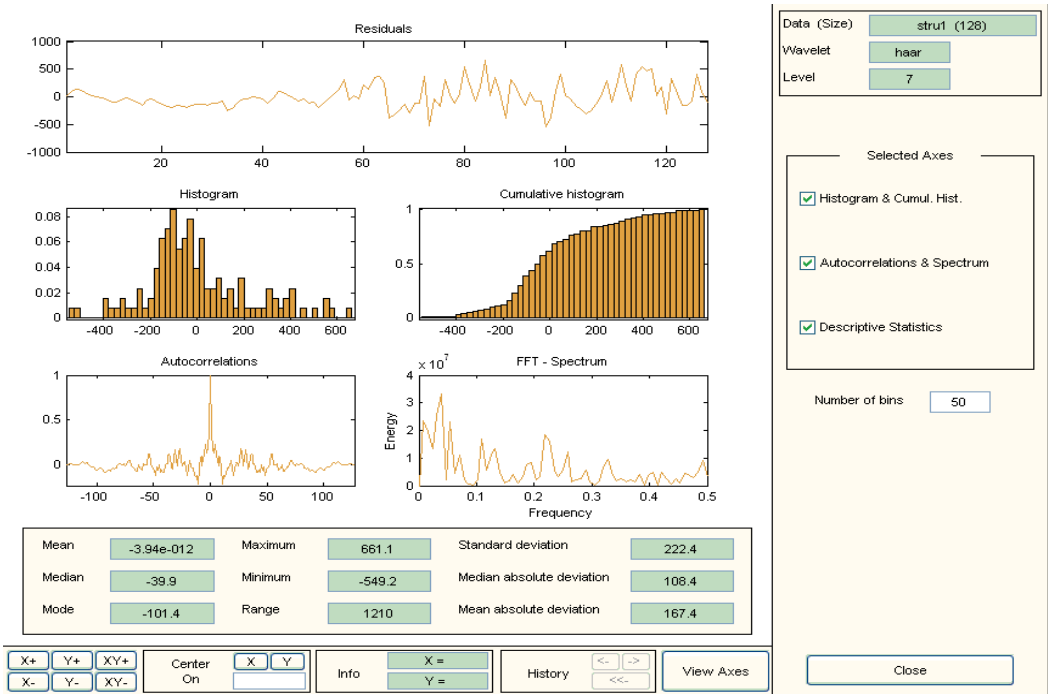 Residuals
1000
500
0
-500
-1000
20 40 60 80 100 120
Histogram
0.08
0.06
0.04
0.02
0
-400 -200 0 200 400 600
Cumulative histogram
1
0.5
0
-400 -200 0 200 400 600
Autocorrelations
1
0.5
0
-100 -50 0 50 100
x 10^7
FFT - Spectrum
4
3
2
1
0
Energy
0 0.1 0.2 0.3 0.4 0.5
Frequency
Mean -3.94e-012 Maximum 661.1 Standard deviation 222.4
Median -39.9 Minimum -549.2 Median absolute deviation 108.4
Mode -101.4 Range 1210 Mean absolute deviation 167.4
X+ Y+ XY+
X- Y- XY-
Center On
X Y
Info
X =
Y =
History
<- ->
<<-
View Axes
Data (Size) stru1 (128)
Wavelet haar
Level 7
Selected Axes
Histogram & Cumul. Hist.
Autocorrelations & Spectrum
Descriptive Statistics
Number of bins 50
Close